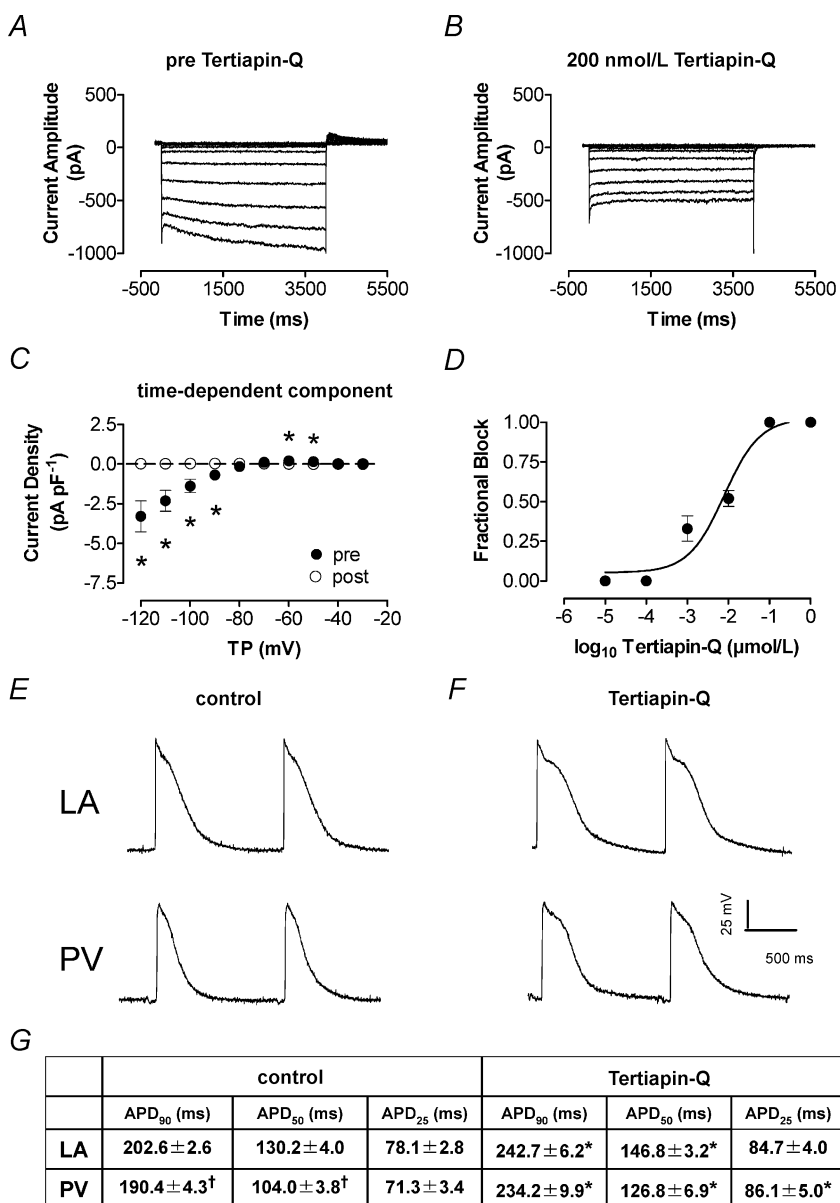 A
pre Tertiapin-Q
500
0
-500
-1000
Current Amplitude
(pA)
-500 1500 3500 5500
Time (ms)
B
200 nmol/L Tertiapin-Q
500
0
-500
-1000
Current Amplitude
(pA)
-500 1500 3500 5500
Time (ms)
C
time-dependent component
2.5
0.0
-2.5
-5.0
-7.5
Current Density
(pA pF⁻¹)
* *
* * * *
pre
post
-120 -100 -80 -60 -40 -20
TP (mV)
D
1.00
0.75
0.50
0.25
0.00
Fractional Block
-6 -5 -4 -3 -2 -1 0
log₁₀ Tertiapin-Q (µmol/L)
E
control
F
Tertiapin-Q
LA
PV
25 mV
500 ms
G
control Tertiapin-Q
APD₉₀ (ms) APD₅₀ (ms) APD₂₅ (ms) APD₉₀ (ms) APD₅₀ (ms) APD₂₅ (ms)
LA 202.6±2.6 130.2±4.0 78.1±2.8 242.7±6.2* 146.8±3.2* 84.7±4.0
PV 190.4±4.3† 104.0±3.8† 71.3±3.4 234.2±9.9* 126.8±6.9* 86.1±5.0*